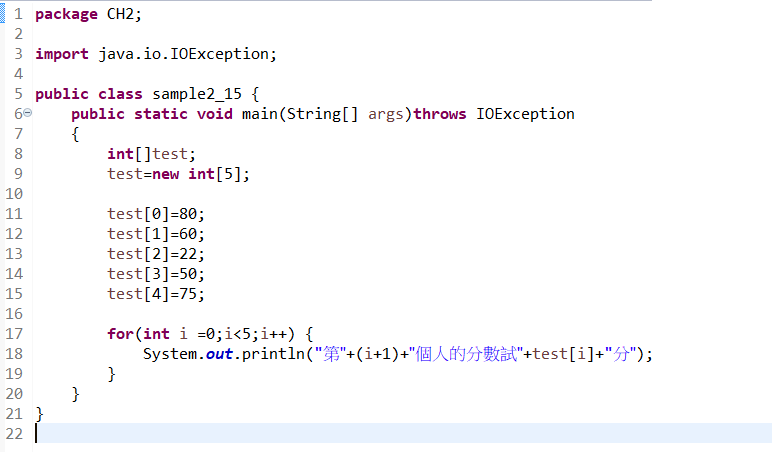 1 package CH2;
2
3 import java.io.IOException;
4
5 public class sample2_15 {
6 public static void main(String[] args)throws IOException
7 {
8 int[]test;
9 test=new int[5];
10
11 test[0]=80;
12 test[1]=60;
13 test[2]=22;
14 test[3]=50;
15 test[4]=75;
16
17 for(int i =0;i<5;i++) {
18 System.out.println("第"+(i+1)+"個人的分數試"+test[i]+"分");
19 }
20 }
21 }
22